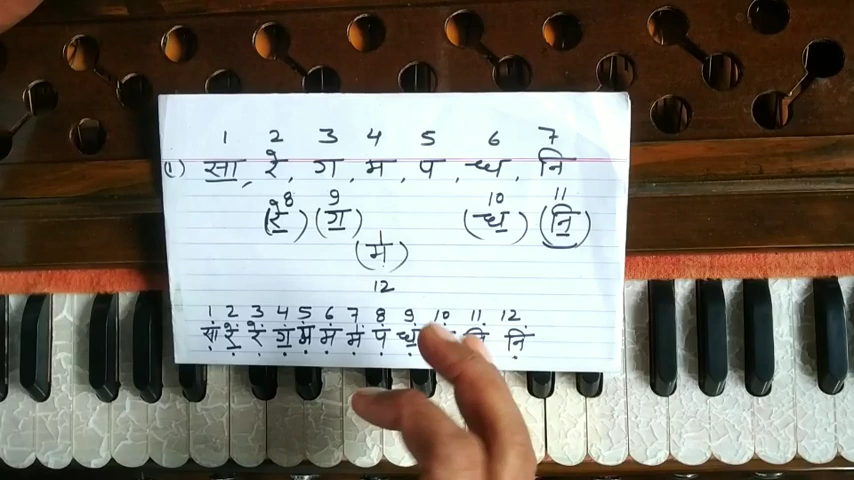 1 2 3 4 5 6 7
(1) सा, रे, ग, म, प, ध, नि
8 9 10 11
(रे॒) (ग॒) (ध॒) (नि॒)
(म॑)
12
1 2 3 4 5 6 7 8 9 10 11 12
सा रे॒ रे ग॒ ग म म॑ प ध॒ नि